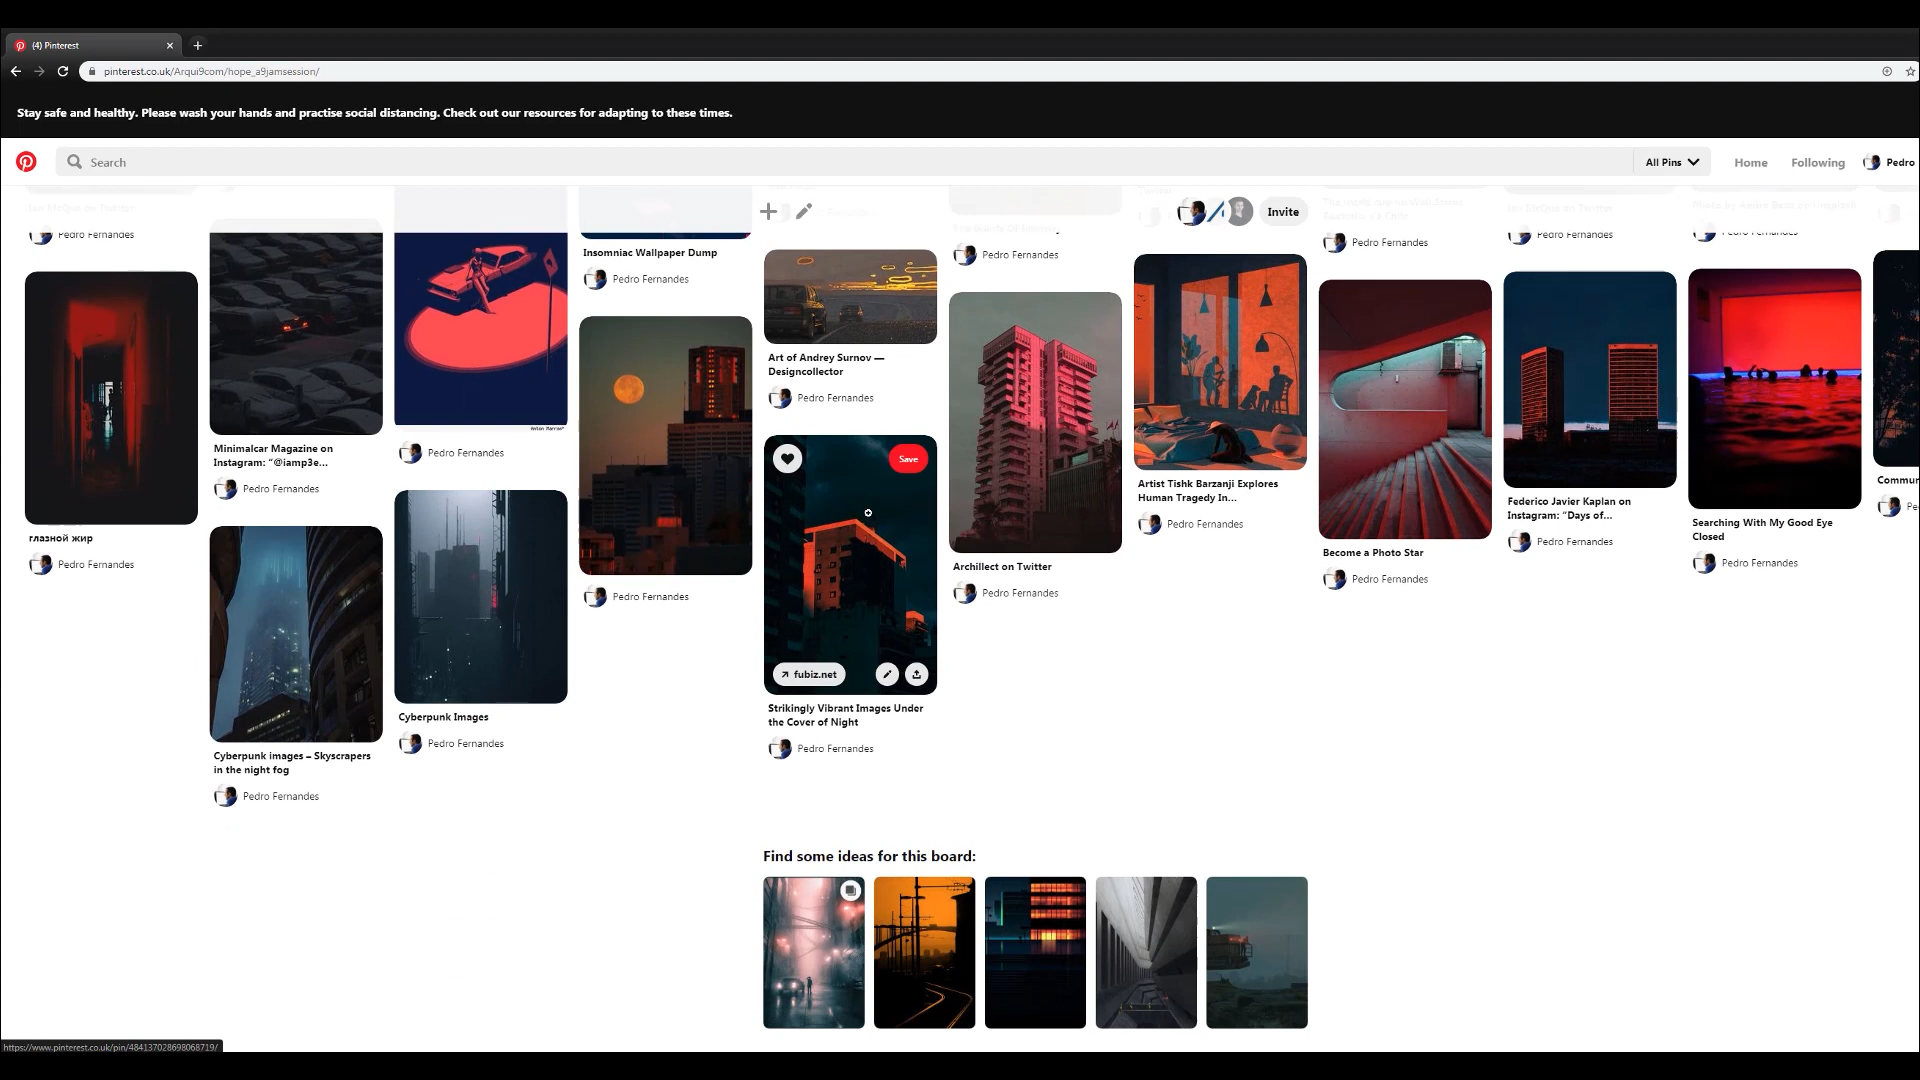 (4) Pinterest
pinterest.co.uk/Arqui9com/hope_a9jamsession/
Stay safe and healthy. Please wash your hands and practise social distancing. Check out our resources for adapting to these times.
Search
All Pins
Home
Following
Pedro
Invite
Pedro Fernandes
глазной жир
Pedro Fernandes
Minimalcar Magazine on
Instagram: "@iamp3e...
Pedro Fernandes
Cyberpunk images – Skyscrapers
in the night fog
Pedro Fernandes
Pedro Fernandes
Cyberpunk Images
Pedro Fernandes
Insomniac Wallpaper Dump
Pedro Fernandes
Pedro Fernandes
Art of Andrey Surnov —
Designcollector
Pedro Fernandes
Save
fubiz.net
Strikingly Vibrant Images Under
the Cover of Night
Pedro Fernandes
Pedro Fernandes
Archillect on Twitter
Pedro Fernandes
Artist Tishk Barzanji Explores
Human Tragedy In...
Pedro Fernandes
Pedro Fernandes
Become a Photo Star
Pedro Fernandes
Pedro Fernandes
Federico Javier Kaplan on
Instagram: "Days of...
Pedro Fernandes
Pedro Fernandes
Searching With My Good Eye
Closed
Pedro Fernandes
Find some ideas for this board:
https://www.pinterest.co.uk/pin/484137028698068719/